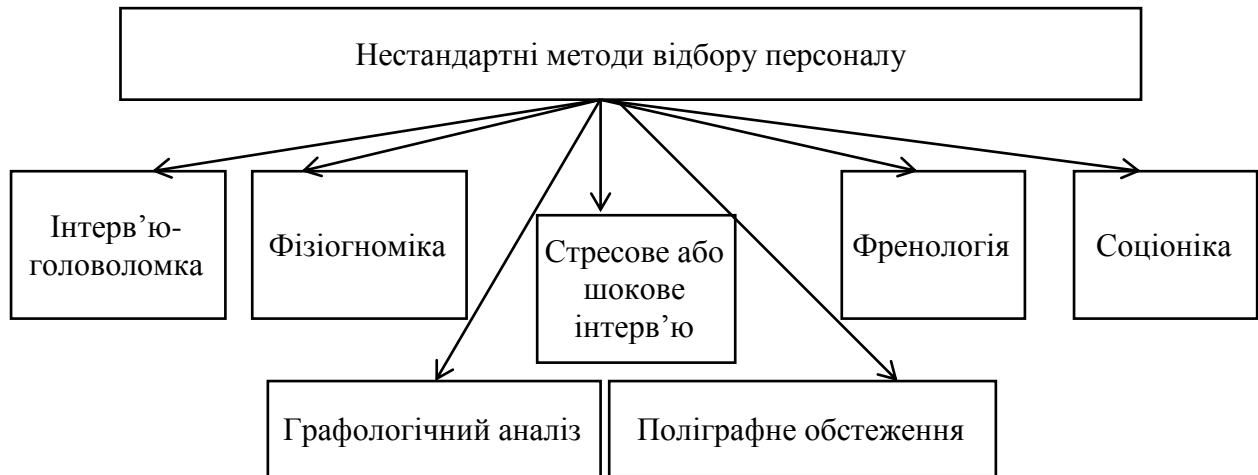 Нестандартні методи відбору персоналу
Інтерв’ю-
головоломка
Фізіогноміка
Стресове або
шокове
інтерв’ю
Френологія
Соціоніка
Графологічний аналіз
Поліграфне обстеження